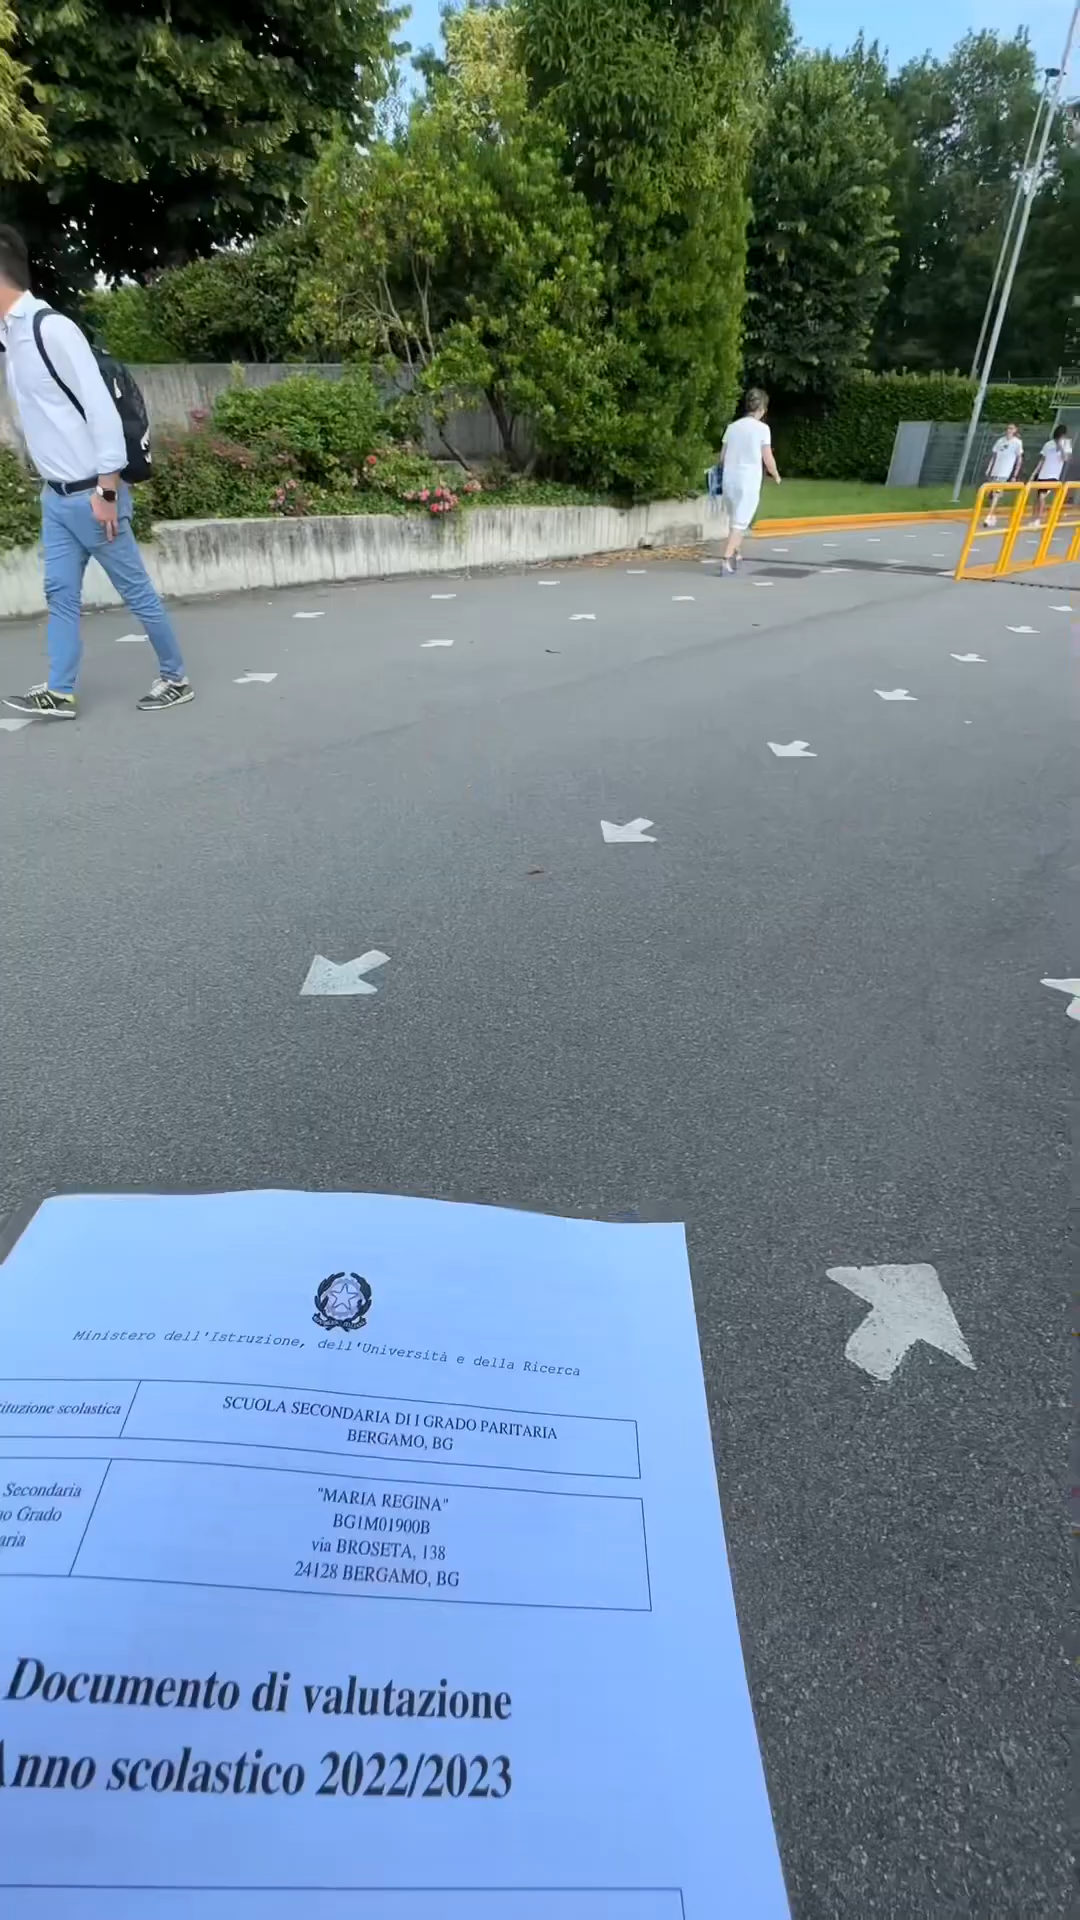 Ministero dell'Istruzione, dell'Università e della Ricerca
scolastica
SCUOLA SECONDARIA DI I GRADO PARITARIA
BERGAMO, BG
Secondaria
Grado
"MARIA REGINA"
BG1M01900B
via BROSETA, 138
24128 BERGAMO, BG
Documento di valutazione
Anno scolastico 2022/2023